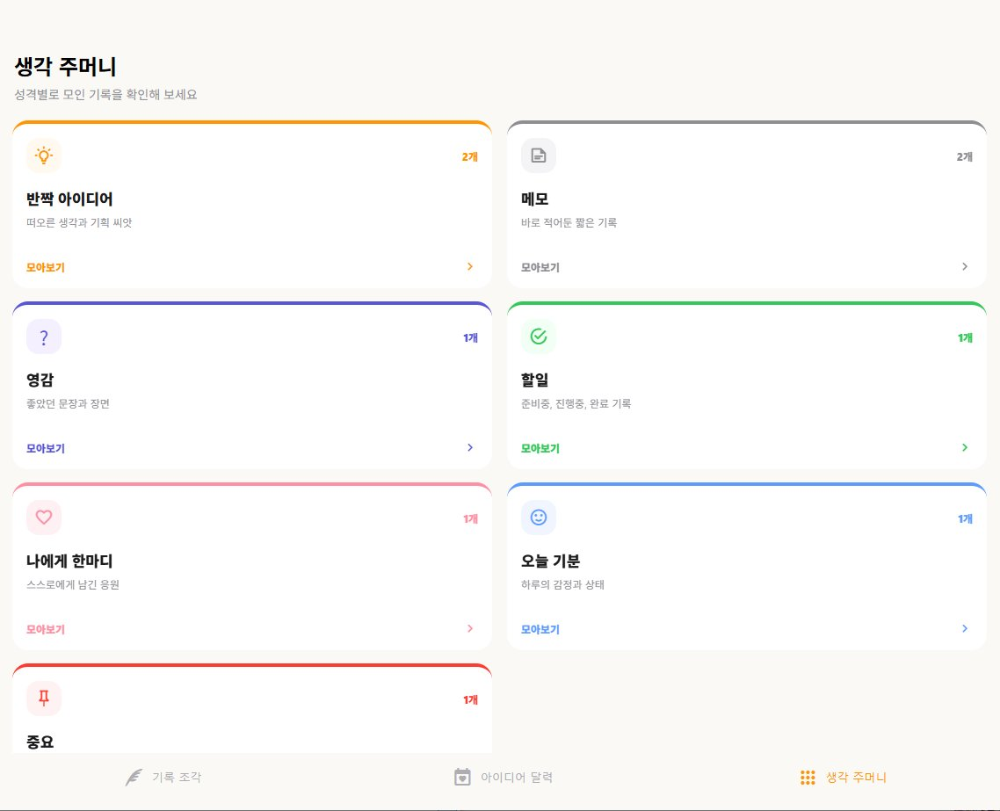 생각 주머니
성격별로 모인 기록을 확인해 보세요
2개
반짝 아이디어
떠오른 생각과 기획 씨앗
모아보기
2개
메모
바로 적어둔 짧은 기록
모아보기
?
1개
영감
좋았던 문장과 장면
모아보기
1개
할일
준비중, 진행중, 완료 기록
모아보기
1개
나에게 한마디
스스로에게 남긴 응원
모아보기
1개
오늘 기분
하루의 감정과 상태
모아보기
1개
중요
기록 조각
아이디어 달력
생각 주머니